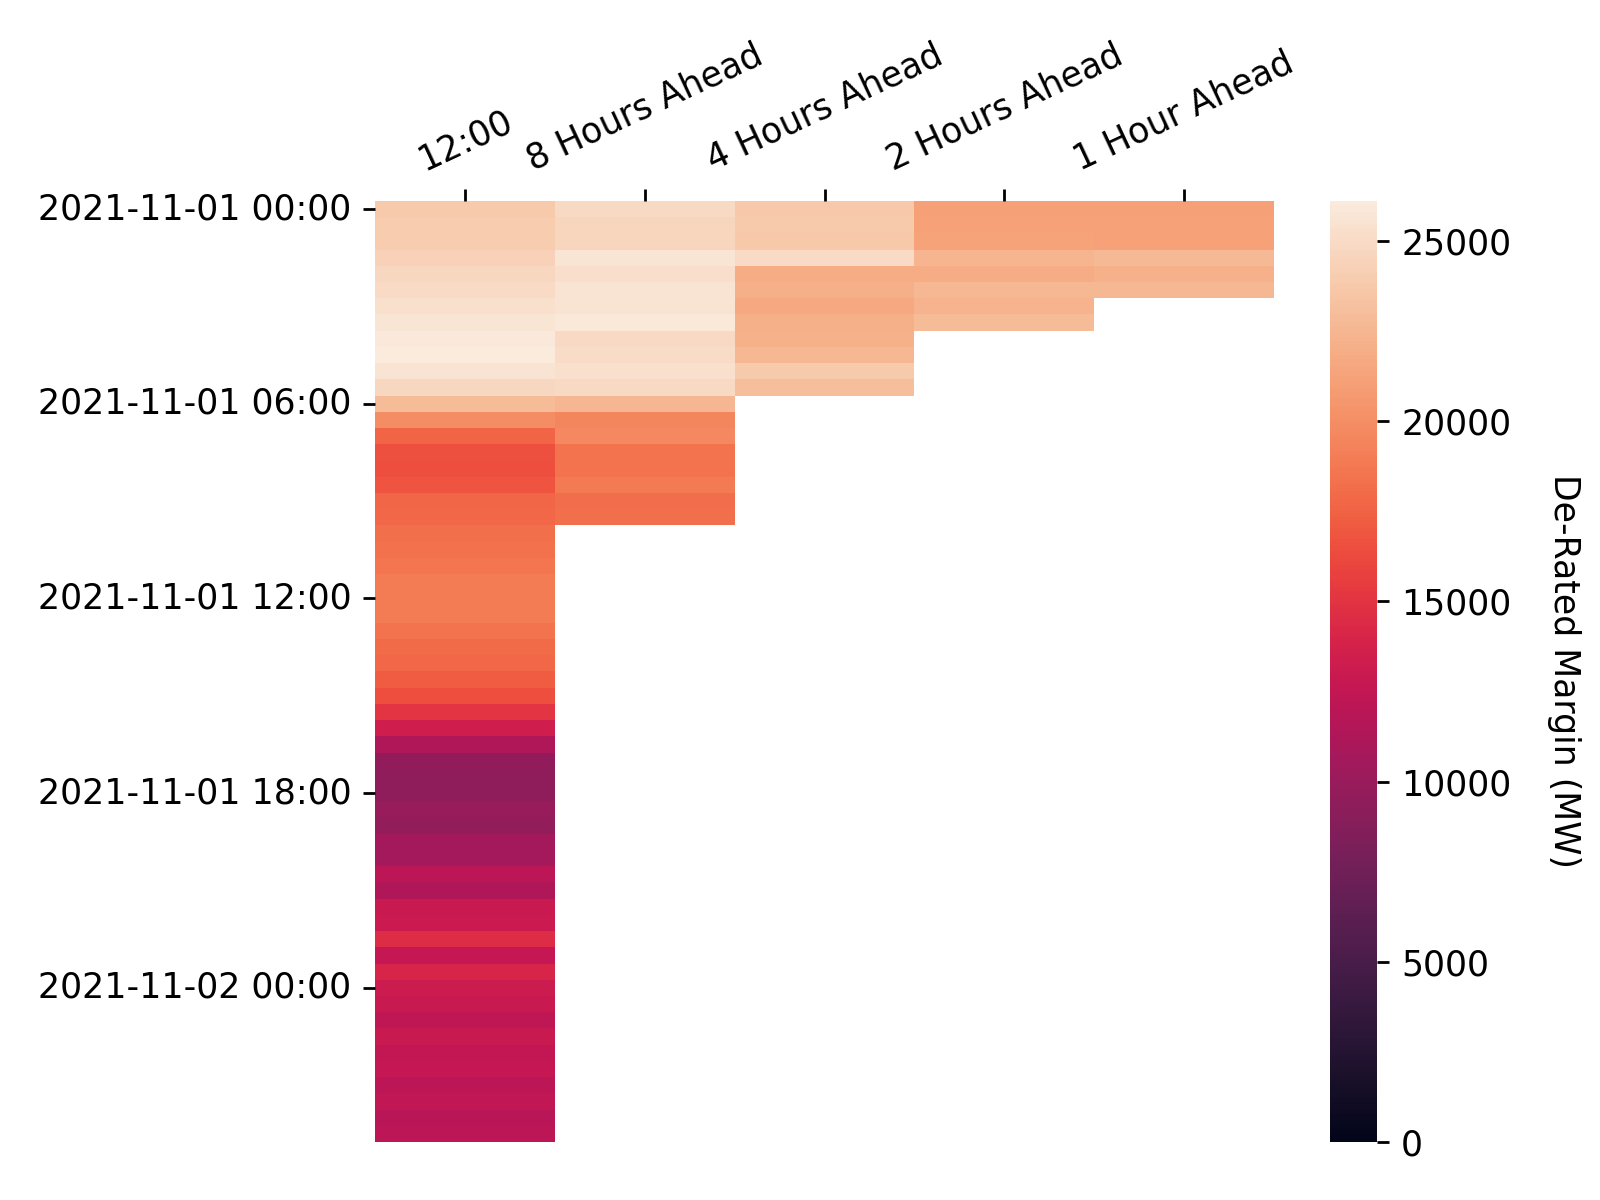 12:00
8 Hours Ahead
4 Hours Ahead
2 Hours Ahead
1 Hour Ahead
2021-11-01 00:00
2021-11-01 06:00
2021-11-01 12:00
2021-11-01 18:00
2021-11-02 00:00
25000
20000
15000
10000
5000
0
De-Rated Margin (MW)